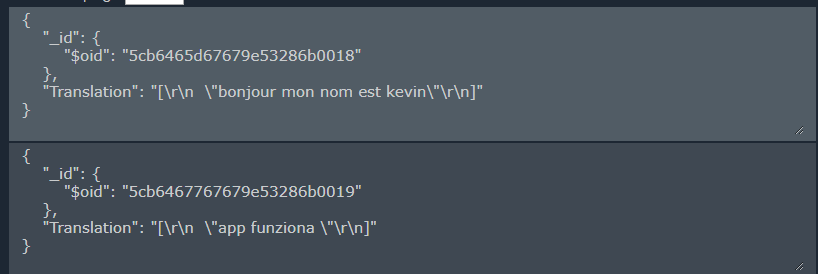 {
"_id": {
"$oid": "5cb6465d67679e53286b0018"
},
"Translation": "[\r\n  \"bonjour mon nom est kevin\"\r\n]"
}
{
"_id": {
"$oid": "5cb6467767679e53286b0019"
},
"Translation": "[\r\n  \"app funziona \"\r\n]"
}